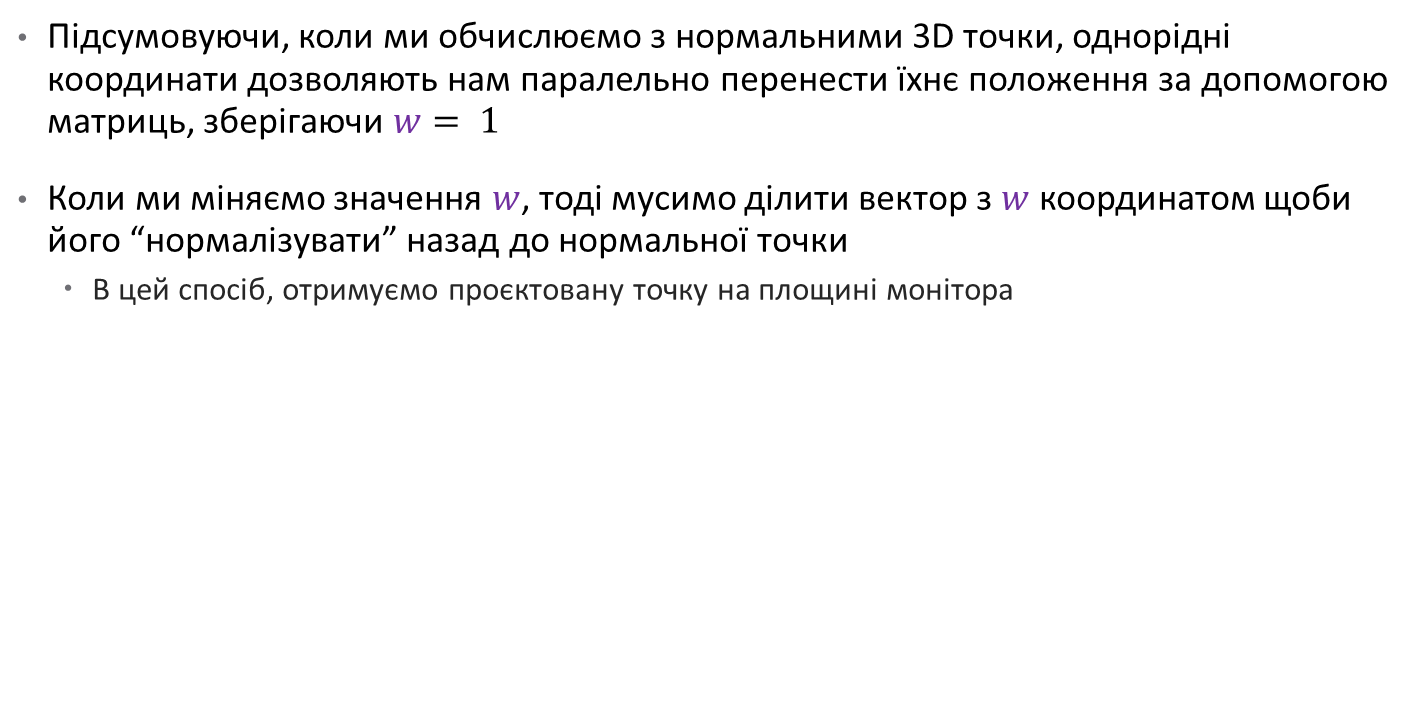 • Підсумовуючи, коли ми обчислюємо з нормальними 3D точки, однорідні
координати дозволяють нам паралельно перенести їхнє положення за допомогою
матриць, зберігаючи w = 1
• Коли ми міняємо значення w, тоді мусимо ділити вектор з w координатом щоби
його “нормалізувати” назад до нормальної точки
• В цей спосіб, отримуємо проєктовану точку на площині монітора